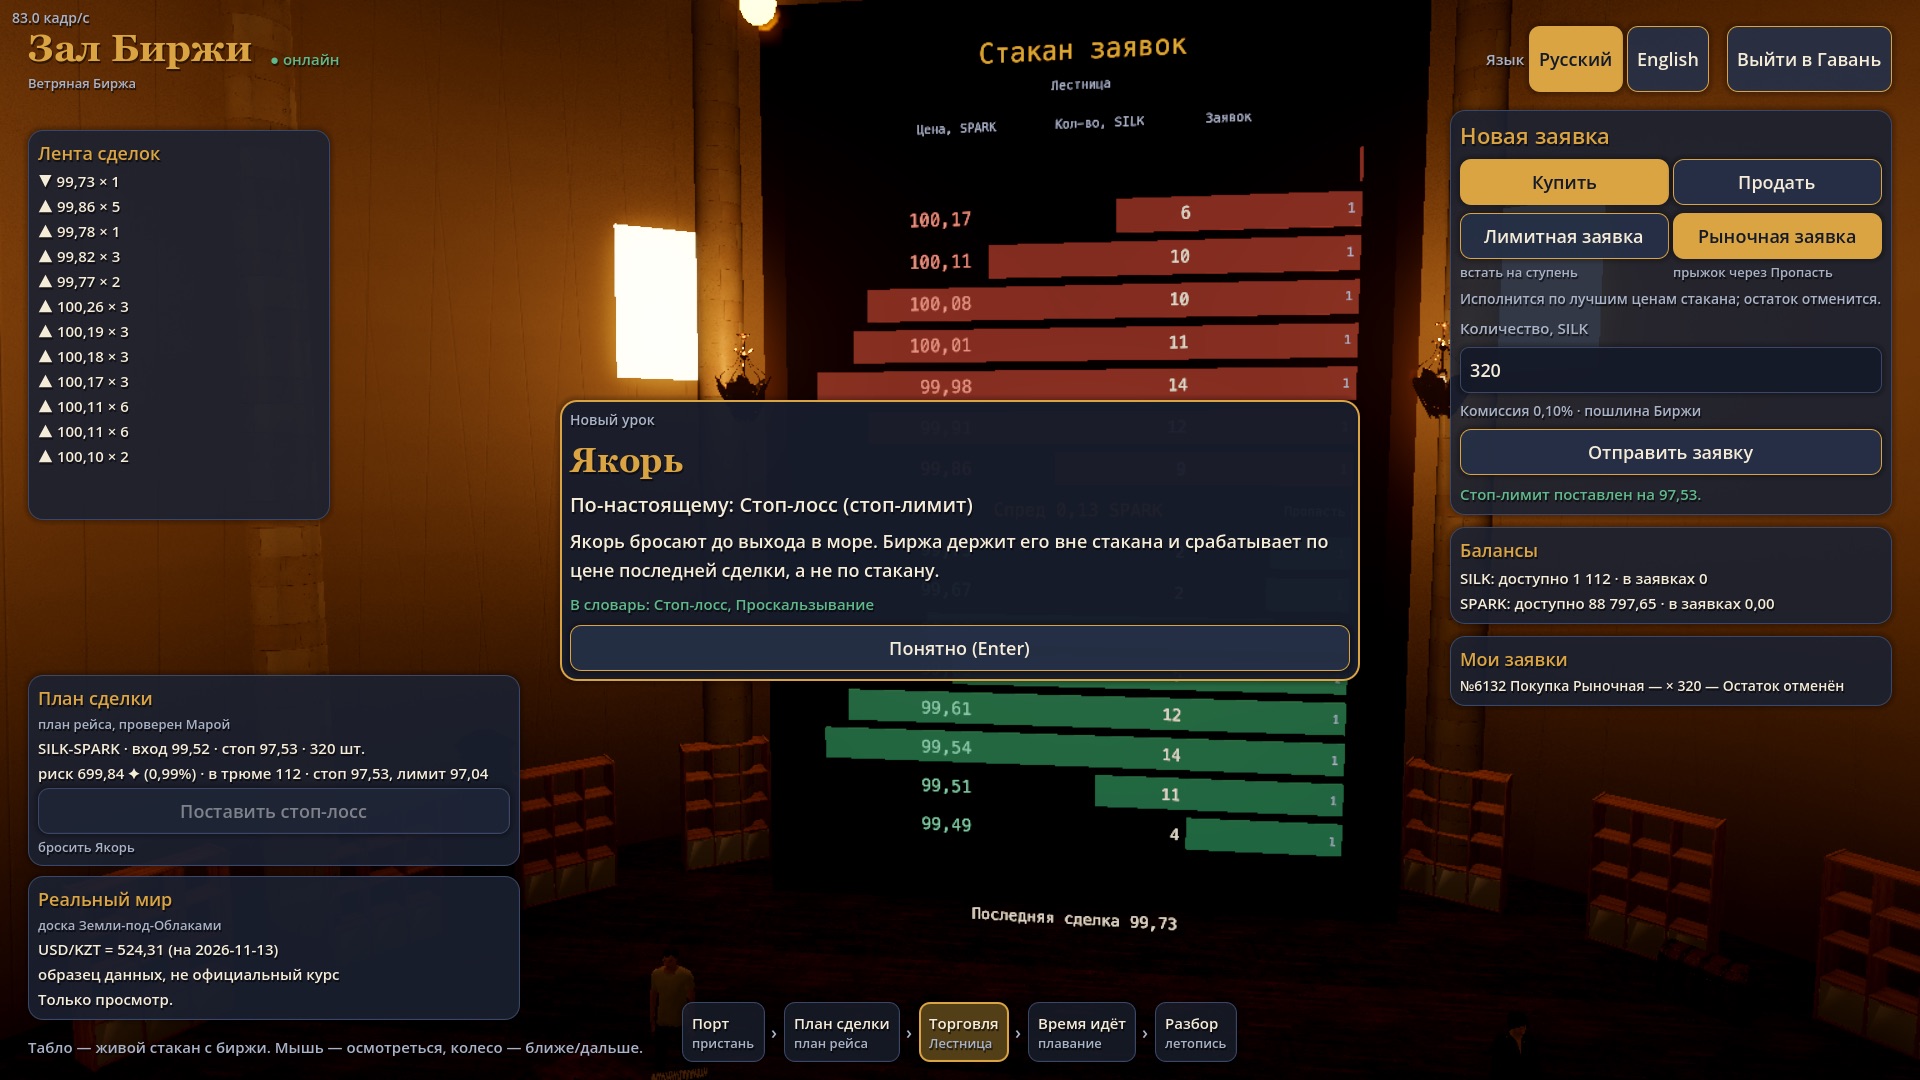 83.0 кадр/с
Зал Биржи
● онлайн
Ветряная Биржа
Язык
Русский
English
Выйти в Гавань
Лента сделок
▼ 99,73 × 1
▲ 99,86 × 5
▲ 99,78 × 1
▲ 99,82 × 3
▲ 99,77 × 2
▲ 100,26 × 3
▲ 100,19 × 3
▲ 100,18 × 3
▲ 100,17 × 3
▲ 100,11 × 6
▲ 100,11 × 6
▲ 100,10 × 2
Стакан заявок
Лестница
Цена, SPARK Кол-во, SILK Заявок
100,17 6 1
100,11 10 1
100,08 10 1
100,01 11 1
99,98 14 1
99,91 12
99,86 9
Спред 0,13 SPARK
99,67 2
99,61 12 1
99,54 14 1
99,51 11 1
99,49 4 1
Последняя сделка 99,73
Новый урок
Якорь
По-настоящему: Стоп-лосс (стоп-лимит)
Якорь бросают до выхода в море. Биржа держит его вне стакана и срабатывает по
цене последней сделки, а не по стакану.
В словарь: Стоп-лосс, Проскальзывание
Понятно (Enter)
Новая заявка
Купить
Продать
Лимитная заявка
Рыночная заявка
встать на ступень
прыжок через Пропасть
Исполнится по лучшим ценам стакана; остаток отменится.
Количество, SILK
320
Комиссия 0,10% · пошлина Биржи
Отправить заявку
Стоп-лимит поставлен на 97,53.
Балансы
SILK: доступно 1 112 · в заявках 0
SPARK: доступно 88 797,65 · в заявках 0,00
Мои заявки
№6132 Покупка Рыночная — × 320 — Остаток отменён
План сделки
план рейса, проверен Марой
SILK-SPARK · вход 99,52 · стоп 97,53 · 320 шт.
риск 699,84 ✦ (0,99%) · в трюме 112 · стоп 97,53, лимит 97,04
Поставить стоп-лосс
бросить Якорь
Реальный мир
доска Земли-под-Облаками
USD/KZT = 524,31 (на 2026-11-13)
образец данных, не официальный курс
Только просмотр.
Табло — живой стакан с биржи. Мышь — осмотреться, колесо — ближе/дальше.
Порт
пристань
›
План сделки
план рейса
›
Торговля
Лестница
›
Время идёт
плавание
›
Разбор
летопись